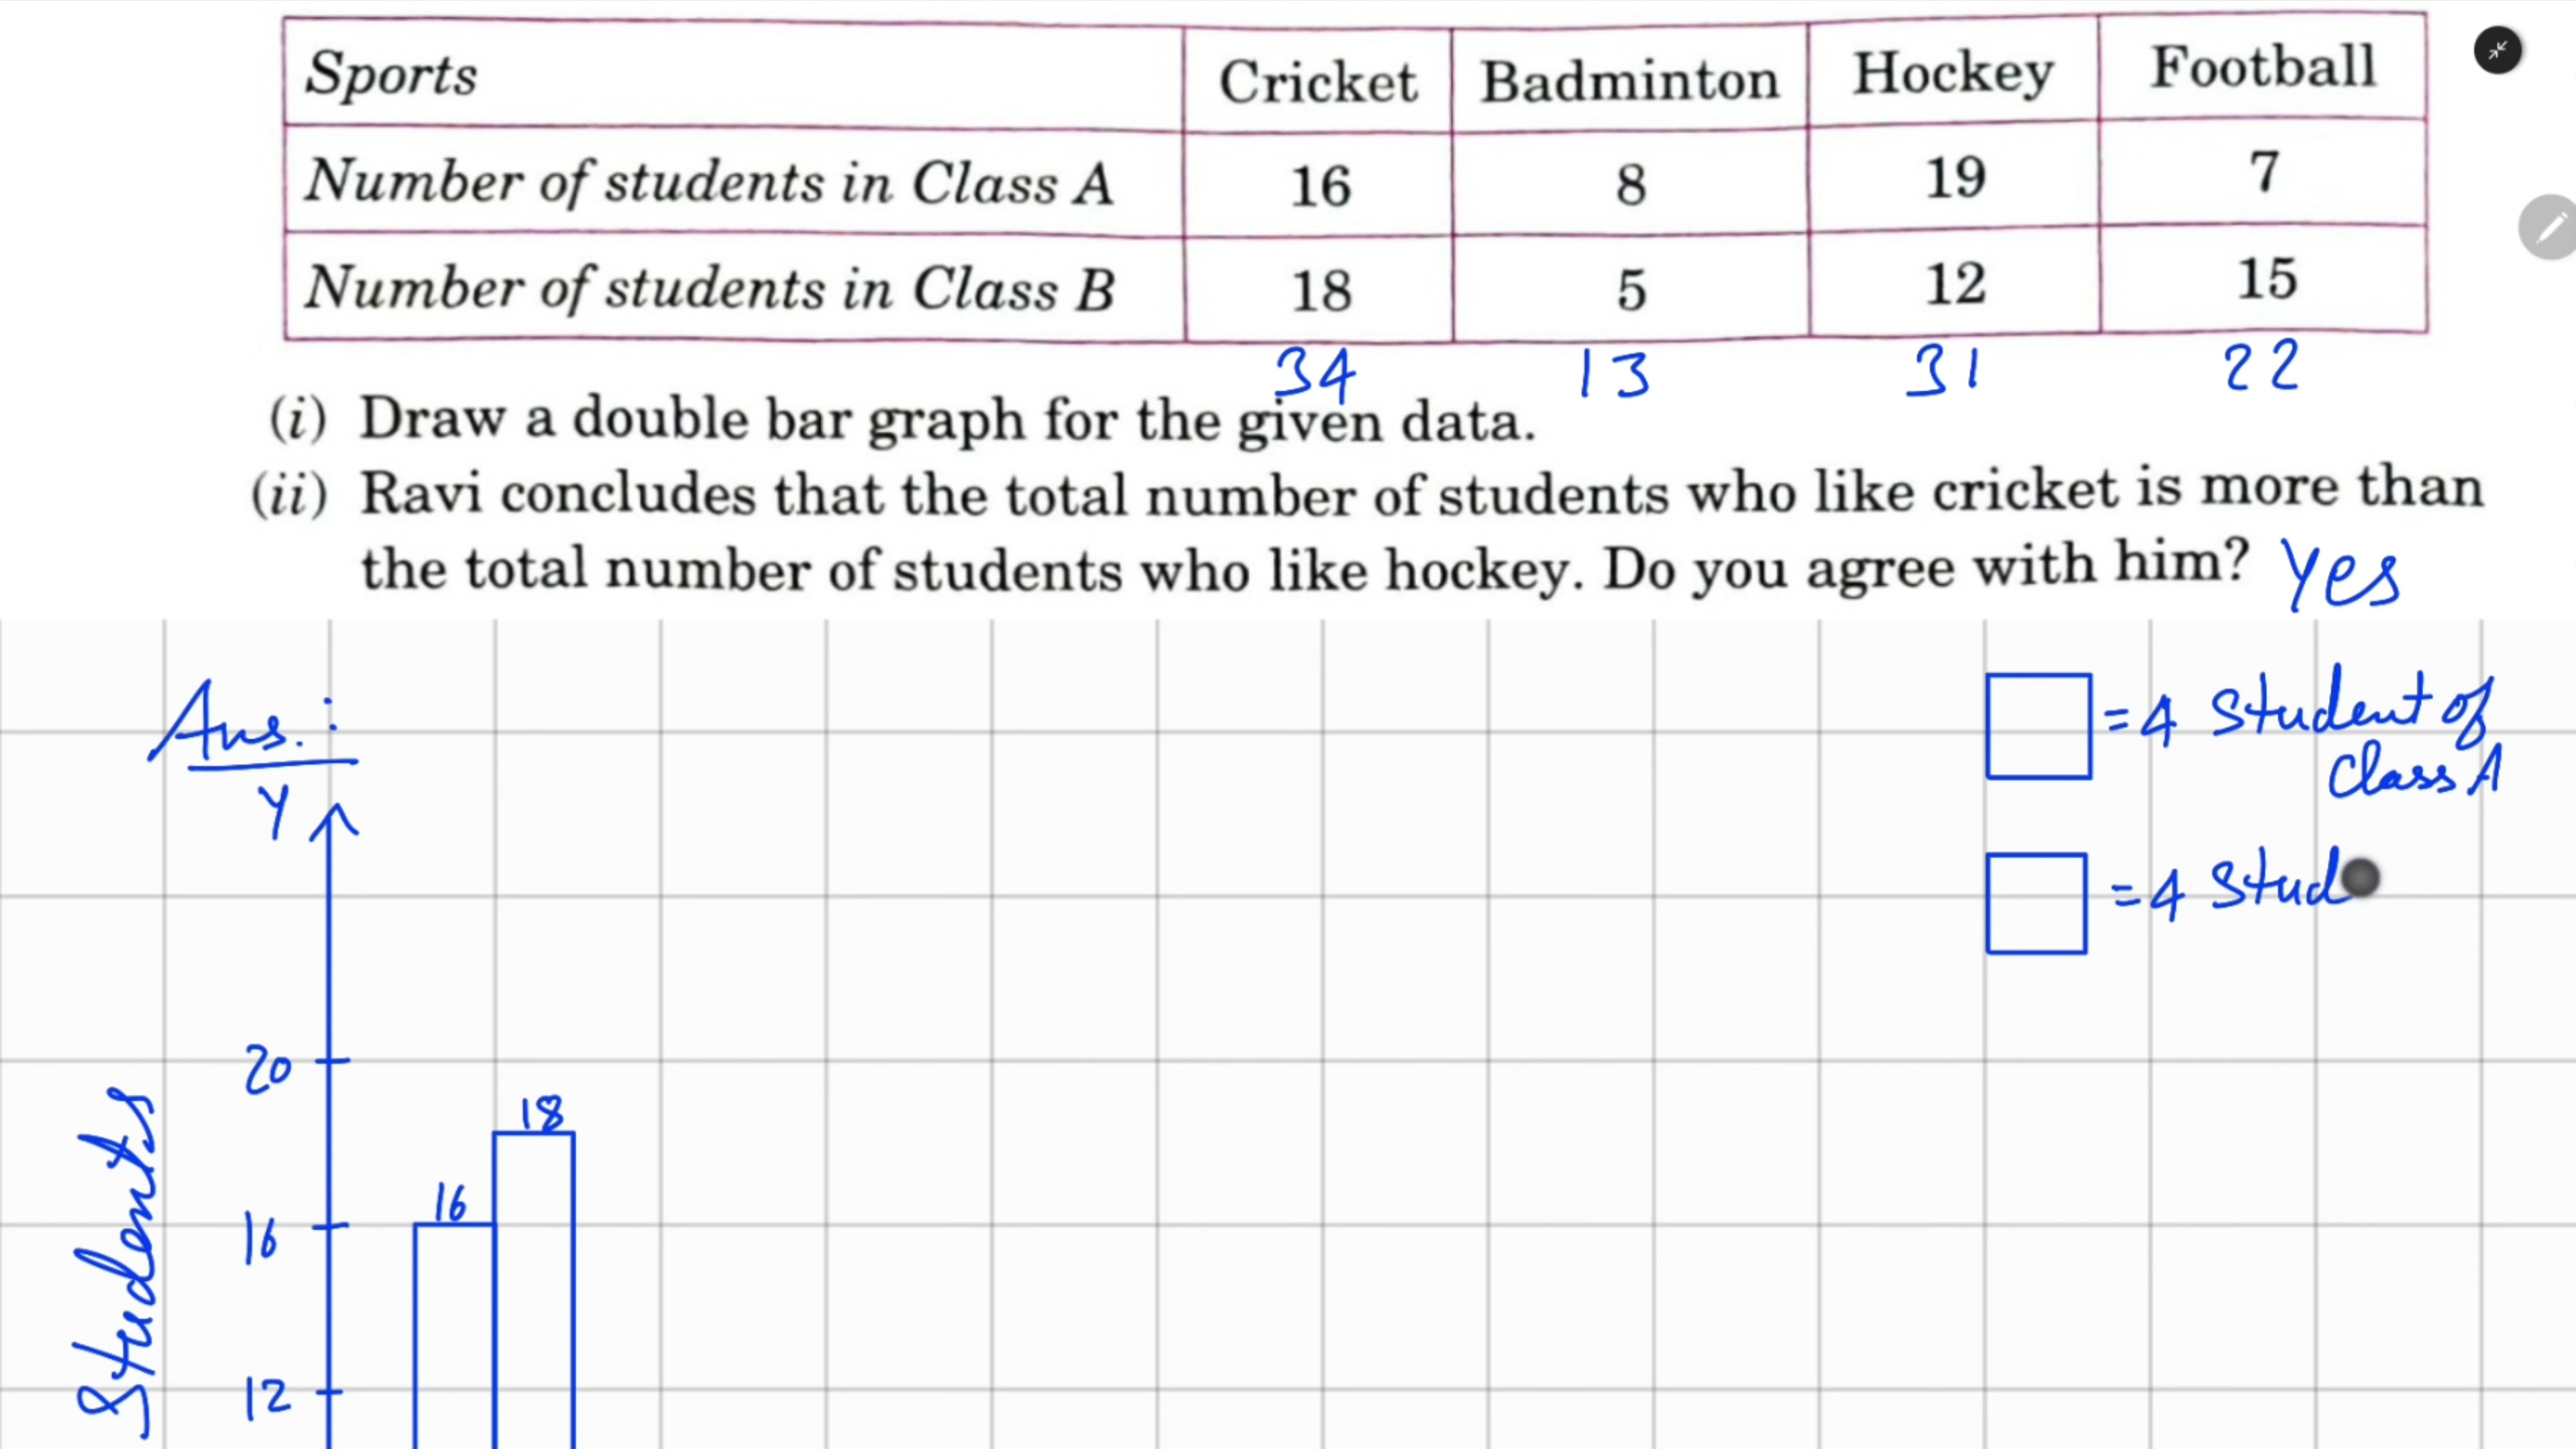 Sports Cricket Badminton Hockey Football
Number of students in Class A 16 8 19 7
Number of students in Class B 18 5 12 15
34 13 31 22
(i) Draw a double bar graph for the given data.
(ii) Ravi concludes that the total number of students who like cricket is more than
the total number of students who like hockey. Do you agree with him? Yes
Ans.:
= 4 Student of
Class A
Y
= 4 Stud
20
18
16
16
12
Students